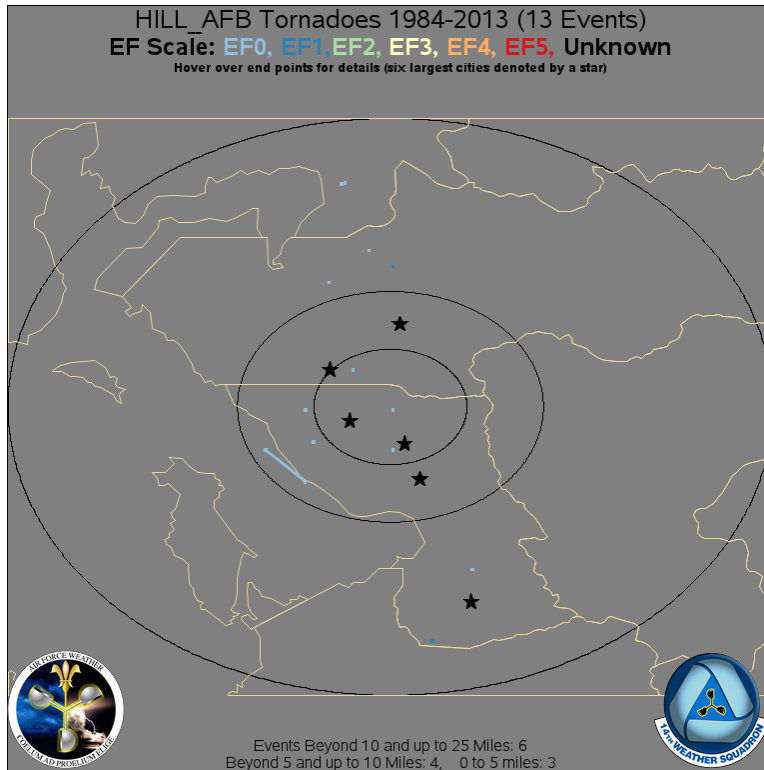 HILL_AFB Tornadoes 1984-2013 (13 Events)
EF Scale: EF0, EF1,EF2, EF3, EF4, EF5, Unknown
Hover over end points for details (six largest cities denoted by a star)
AIR FORCE WEATHER
COELUM AD PROELIUM ELIGE
14TH WEATHER SQUADRON
Events Beyond 10 and up to 25 Miles: 6
Beyond 5 and up to 10 Miles: 4, 0 to 5 miles: 3